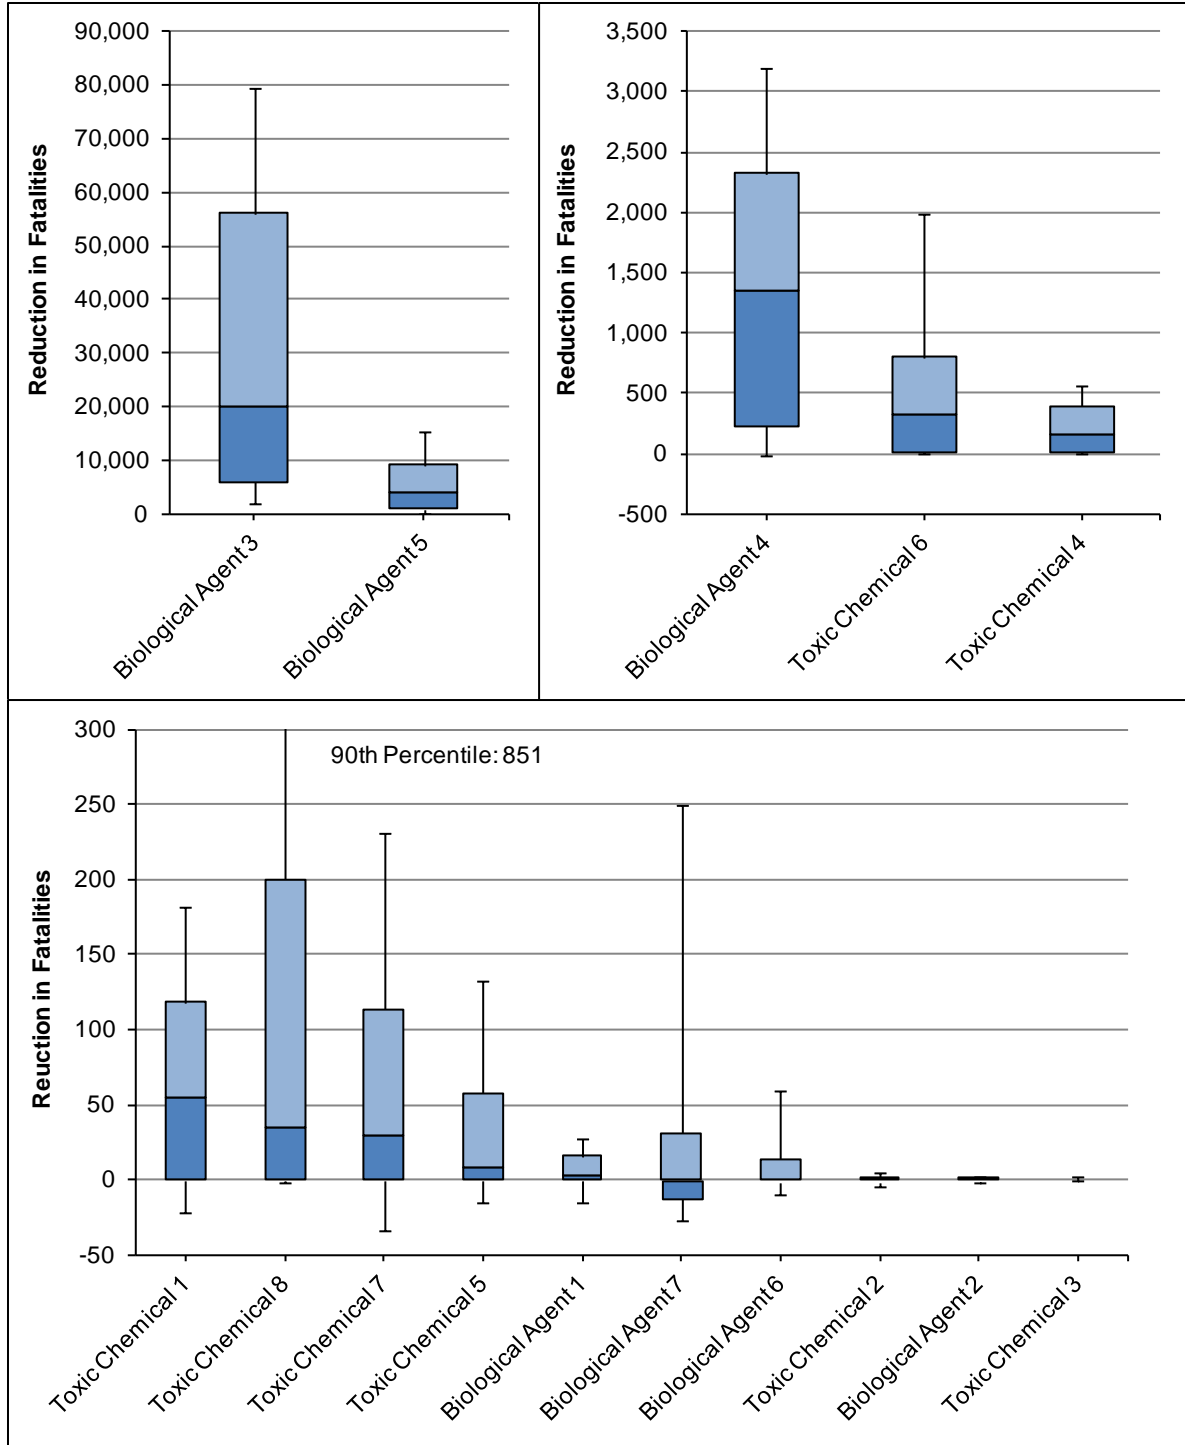 90,000
80,000
70,000
60,000
50,000
40,000
30,000
20,000
10,000
0
Reduction in Fatalities
Biological Agent 3
Biological Agent 5
3,500
3,000
2,500
2,000
1,500
1,000
500
0
-500
Reduction in Fatalities
Biological Agent 4
Toxic Chemical 6
Toxic Chemical 4
300
250
200
150
100
50
0
-50
Reuction in Fatalities
90th Percentile: 851
Toxic Chemical 1
Toxic Chemical 8
Toxic Chemical 7
Toxic Chemical 5
Biological Agent 1
Biological Agent 7
Biological Agent 6
Toxic Chemical 2
Biological Agent 2
Toxic Chemical 3